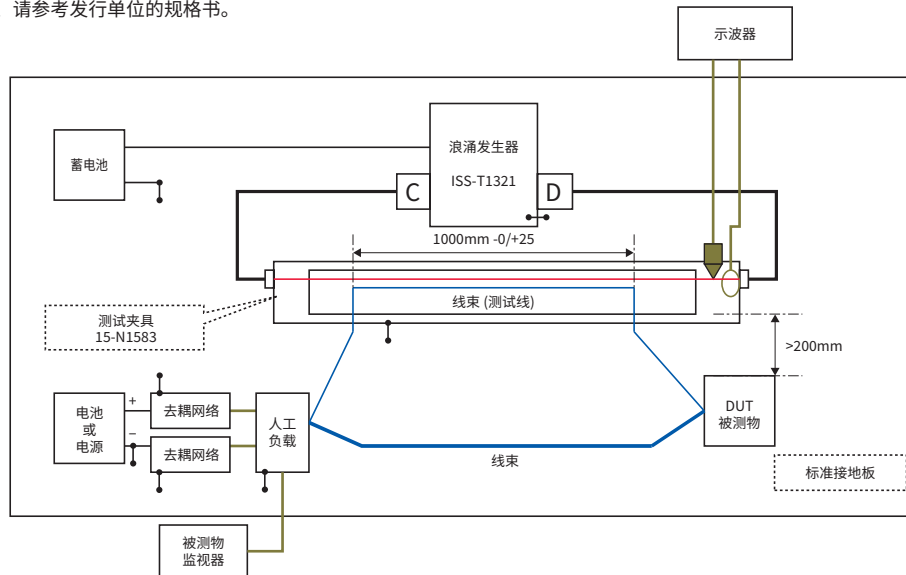 请参考发行单位的规格书。
示波器
蓄电池
浪涌发生器
ISS-T1321
C
D
1000mm -0/+25
线束 (测试线)
测试夹具
15-N1583
>200mm
电池
或
电源
+
−
去耦网络
去耦网络
人工
负载
DUT
被测物
线束
标准接地板
被测物
监视器